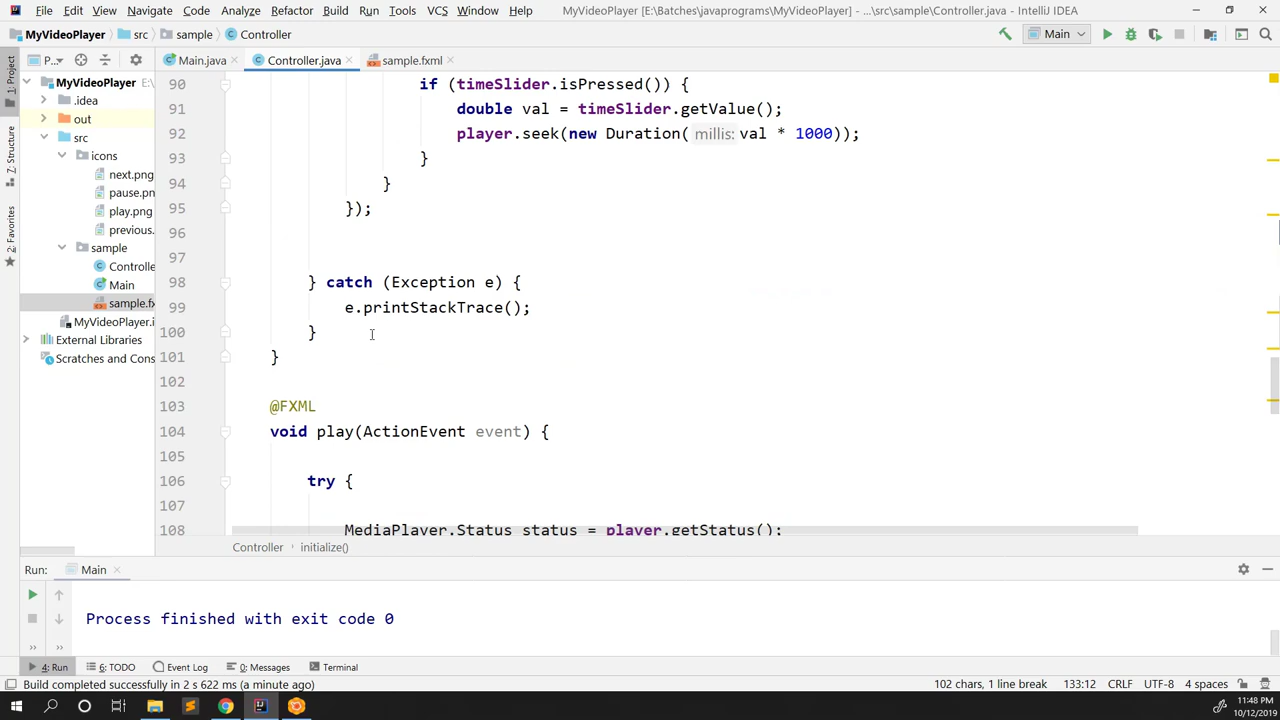 File Edit View Navigate Code Analyze Refactor Build Run Tools VCS Window Help MyVideoPlayer [E:\Batches\javaprograms\MyVideoPlayer] - ...\src\sample\Controller.java - IntelliJ IDEA
MyVideoPlayer src sample Controller Main
P... Main.java Controller.java sample.fxml
1: Project
Z: Structure
2: Favorites
MyVideoPlayer E:\
.idea
out
src
icons
next.png
pause.pn
play.png
previous.
sample
Controlle
Main
sample.fx
MyVideoPlayer.i
External Libraries
Scratches and Cons
90 if (timeSlider.isPressed()) {
91 double val = timeSlider.getValue();
92 player.seek(new Duration( millis: val * 1000));
93 }
94 }
95 });
96
97
98 } catch (Exception e) {
99 e.printStackTrace();
100 }
101 }
102
103 @FXML
104 void play(ActionEvent event) {
105
106 try {
107
108 MediaPlayer.Status status = player.getStatus();
Controller initialize()
Run: Main
Process finished with exit code 0
4: Run 6: TODO Event Log 0: Messages Terminal
Build completed successfully in 2 s 622 ms (a minute ago) 102 chars, 1 line break 133:12 CRLF UTF-8 4 spaces
11:48 PM
10/12/2019